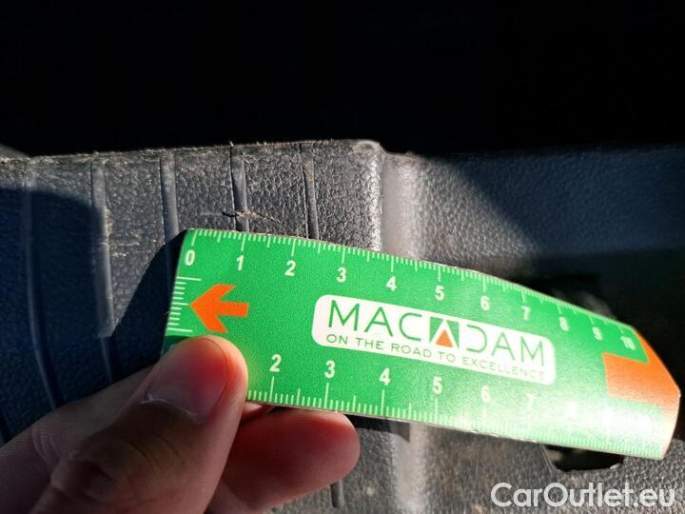 0 1 2 3 4 5 6 7 8 9 10
MACADAM
ON THE ROAD TO EXCELLENCE
2 3 4 5 6 7 8
CarOutlet.eu